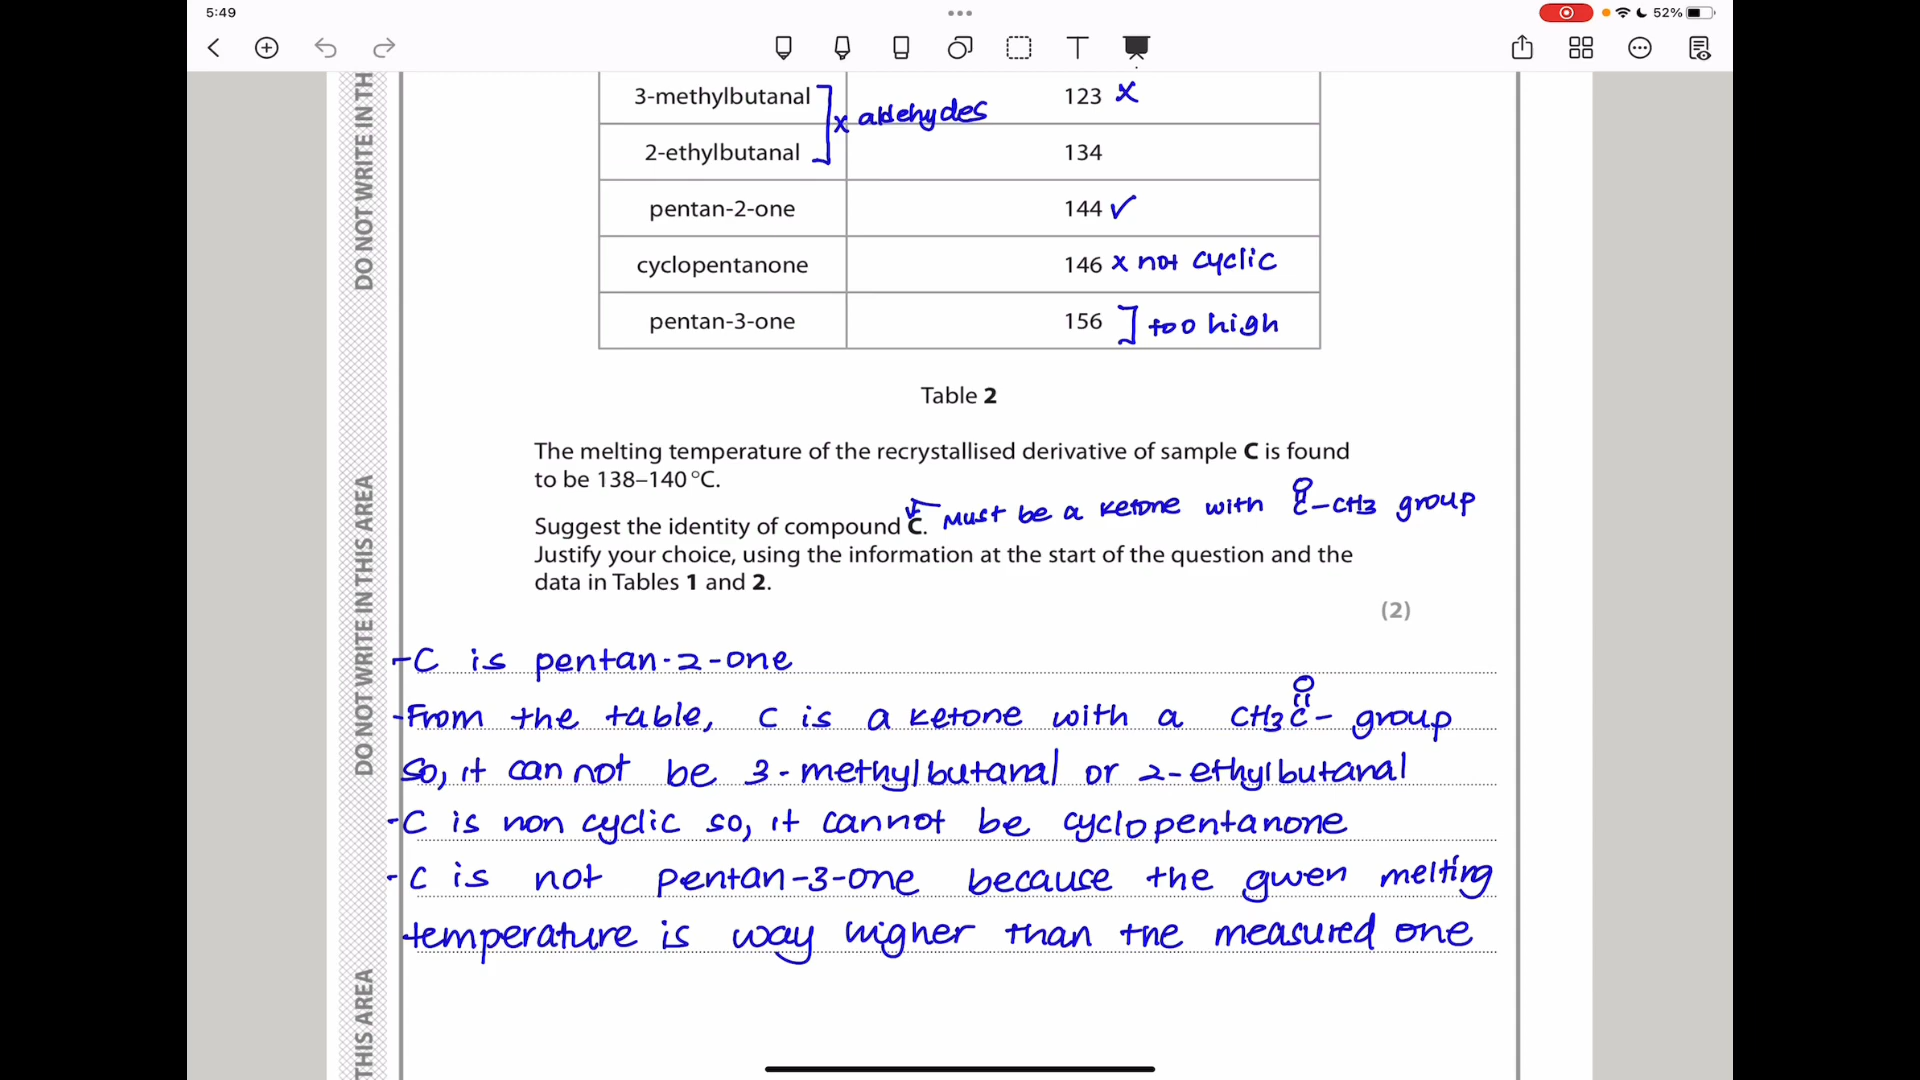 5:49
52%
3-methylbutanal
123 x
x aldehydes
2-ethylbutanal
134
pentan-2-one
144 ✓
cyclopentanone
146 x not cyclic
pentan-3-one
156 ] too high
Table 2
The melting temperature of the recrystallised derivative of sample C is found
to be 138–140 °C.
Must be a ketone with O
C-CH3 group
Suggest the identity of compound C.
Justify your choice, using the information at the start of the question and the
data in Tables 1 and 2.
(2)
-C is pentan-2-one
O
-From the table, C is a ketone with a CH3C- group
so, it can not be 3-methylbutanal or 2-ethylbutanal
-C is non cyclic so, it cannot be cyclopentanone
-C is not pentan-3-one because the given melting
temperature is way higher than the measured one
DO NOT WRITE IN TH
DO NOT WRITE IN THIS AREA
THIS AREA